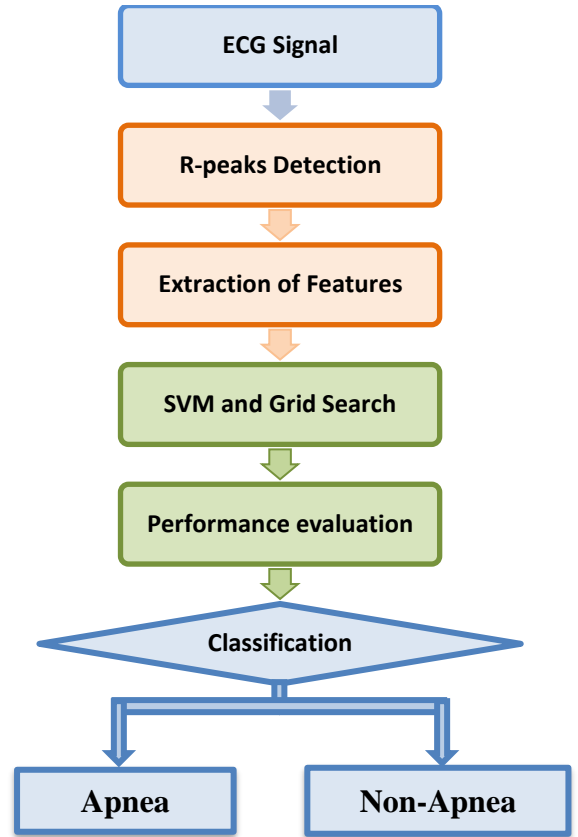 ECG Signal
R-peaks Detection
Extraction of Features
SVM and Grid Search
Performance evaluation
Classification
Apnea
Non-Apnea